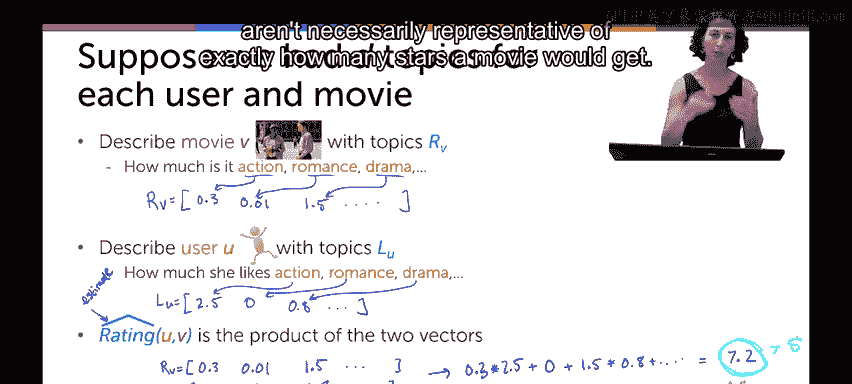 aren't necessarily representative of
exactly how many stars a movie would get.
each user and movie
• Describe movie v with topics Rv
- How much is it action, romance, drama,...
Rv = [ 0.3 0.01 1.5 .... ]
• Describe user u with topics Lu
estimate
How much she likes action, romance, drama,...
Lu = [ 2.5 0 0.8 ... ]
• Rating(u,v) is the product of the two vectors
Rv = [ 0.3 0.01 1.5 ... ] → 0.3*2.5 + 0 + 1.5*0.8 + .... = 7.2 > 5